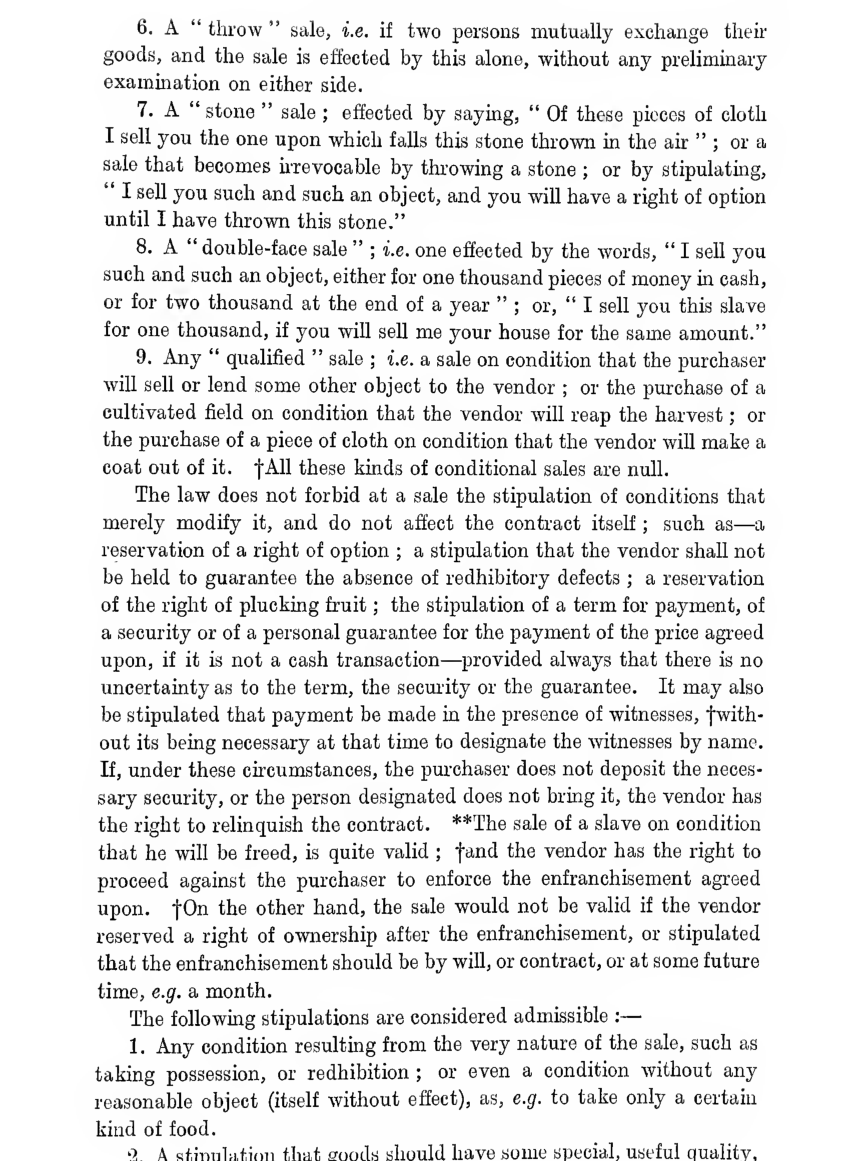 6. A “ throw ” sale, i.e. if two persons mutually exchange their
goods, and the sale is effected by this alone, without any preliminary
examination on either side.
7. A “ stone ” sale ; effected by saying, “ Of these pieces of cloth
I sell you the one upon which falls this stone thrown in the air ” ; or a
sale that becomes irrevocable by throwing a stone ; or by stipulating,
“ I sell you such and such an object, and you will have a right of option
until I have thrown this stone.”
8. A “ double-face sale ” ; i.e. one effected by the words, “ I sell you
such and such an object, either for one thousand pieces of money in cash,
or for two thousand at the end of a year ” ; or, “ I sell you this slave
for one thousand, if you will sell me your house for the same amount.”
9. Any “ qualified ” sale ; i.e. a sale on condition that the purchaser
will sell or lend some other object to the vendor ; or the purchase of a
cultivated field on condition that the vendor will reap the harvest ; or
the purchase of a piece of cloth on condition that the vendor will make a
coat out of it. †All these kinds of conditional sales are null.
The law does not forbid at a sale the stipulation of conditions that
merely modify it, and do not affect the contract itself ; such as—a
reservation of a right of option ; a stipulation that the vendor shall not
be held to guarantee the absence of redhibitory defects ; a reservation
of the right of plucking fruit ; the stipulation of a term for payment, of
a security or of a personal guarantee for the payment of the price agreed
upon, if it is not a cash transaction—provided always that there is no
uncertainty as to the term, the security or the guarantee. It may also
be stipulated that payment be made in the presence of witnesses, †with-
out its being necessary at that time to designate the witnesses by name.
If, under these circumstances, the purchaser does not deposit the neces-
sary security, or the person designated does not bring it, the vendor has
the right to relinquish the contract. **The sale of a slave on condition
that he will be freed, is quite valid ; †and the vendor has the right to
proceed against the purchaser to enforce the enfranchisement agreed
upon. †On the other hand, the sale would not be valid if the vendor
reserved a right of ownership after the enfranchisement, or stipulated
that the enfranchisement should be by will, or contract, or at some future
time, e.g. a month.
The following stipulations are considered admissible :—
1. Any condition resulting from the very nature of the sale, such as
taking possession, or redhibition ; or even a condition without any
reasonable object (itself without effect), as, e.g. to take only a certain
kind of food.
2. A stipulation that goods should have some special, useful quality,